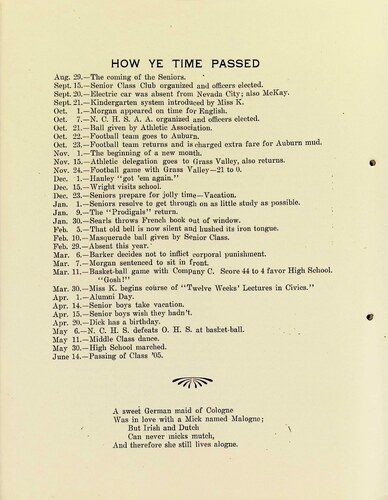 HOW YE TIME PASSED
Aug. 29.—The coming of the Seniors.
Sept. 15.—Senior Class Club organized and officers elected.
Sept. 20.—Electric car was absent from Nevada City; also McKay.
Sept. 21.—Kindergarten system introduced by Miss K.
Oct. 1.—Morgan appeared on time for English.
Oct. 7.—N. C. H. S. A. A. organized and officers elected.
Oct. 21.—Ball given by Athletic Association.
Oct. 22.—Football team goes to Auburn.
Oct. 23.—Football team returns and is charged extra fare for Auburn mud.
Nov. 1.—The beginning of a new month.
Nov. 15.—Athletic delegation goes to Grass Valley, also returns.
Nov. 24.—Football game with Grass Valley—21 to 0.
Dec. 1.—Hanley "got 'em again."
Dec. 15.—Wright visits school.
Dec. 23.—Seniors prepare for jolly time—Vacation.
Jan. 1.—Seniors resolve to get through on as little study as possible.
Jan. 9.—The "Prodigals" return.
Jan. 30.—Searls throws French book out of window.
Feb. 5.—That old bell is now silent and hushed its iron tongue.
Feb. 10.—Masquerade ball given by Senior Class.
Feb. 29.—Absent this year.
Mar. 6.—Barker decides not to inflict corporal punishment.
Mar. 7.—Morgan sentenced to sit in front.
Mar. 11.—Basket-ball game with Company C. Score 44 to 4 favor High School.
"Gosh!"
Mar. 30.—Miss K. begins course of "Twelve Weeks' Lectures in Civics."
Apr. 1.—Alumni Day.
Apr. 14.—Senior boys take vacation.
Apr. 15.—Senior boys wish they hadn't.
Apr. 20.—Dick has a birthday.
May 6.—N. C. H. S. defeats O. H. S. at basket-ball.
May 11.—Middle Class dance.
May 30.—High School marched.
June 14.—Passing of Class '05.
A sweet German maid of Cologne
Was in love with a Mick named Malogne;
But Irish and Dutch
Can never micks mutch,
And therefore she still lives alogne.